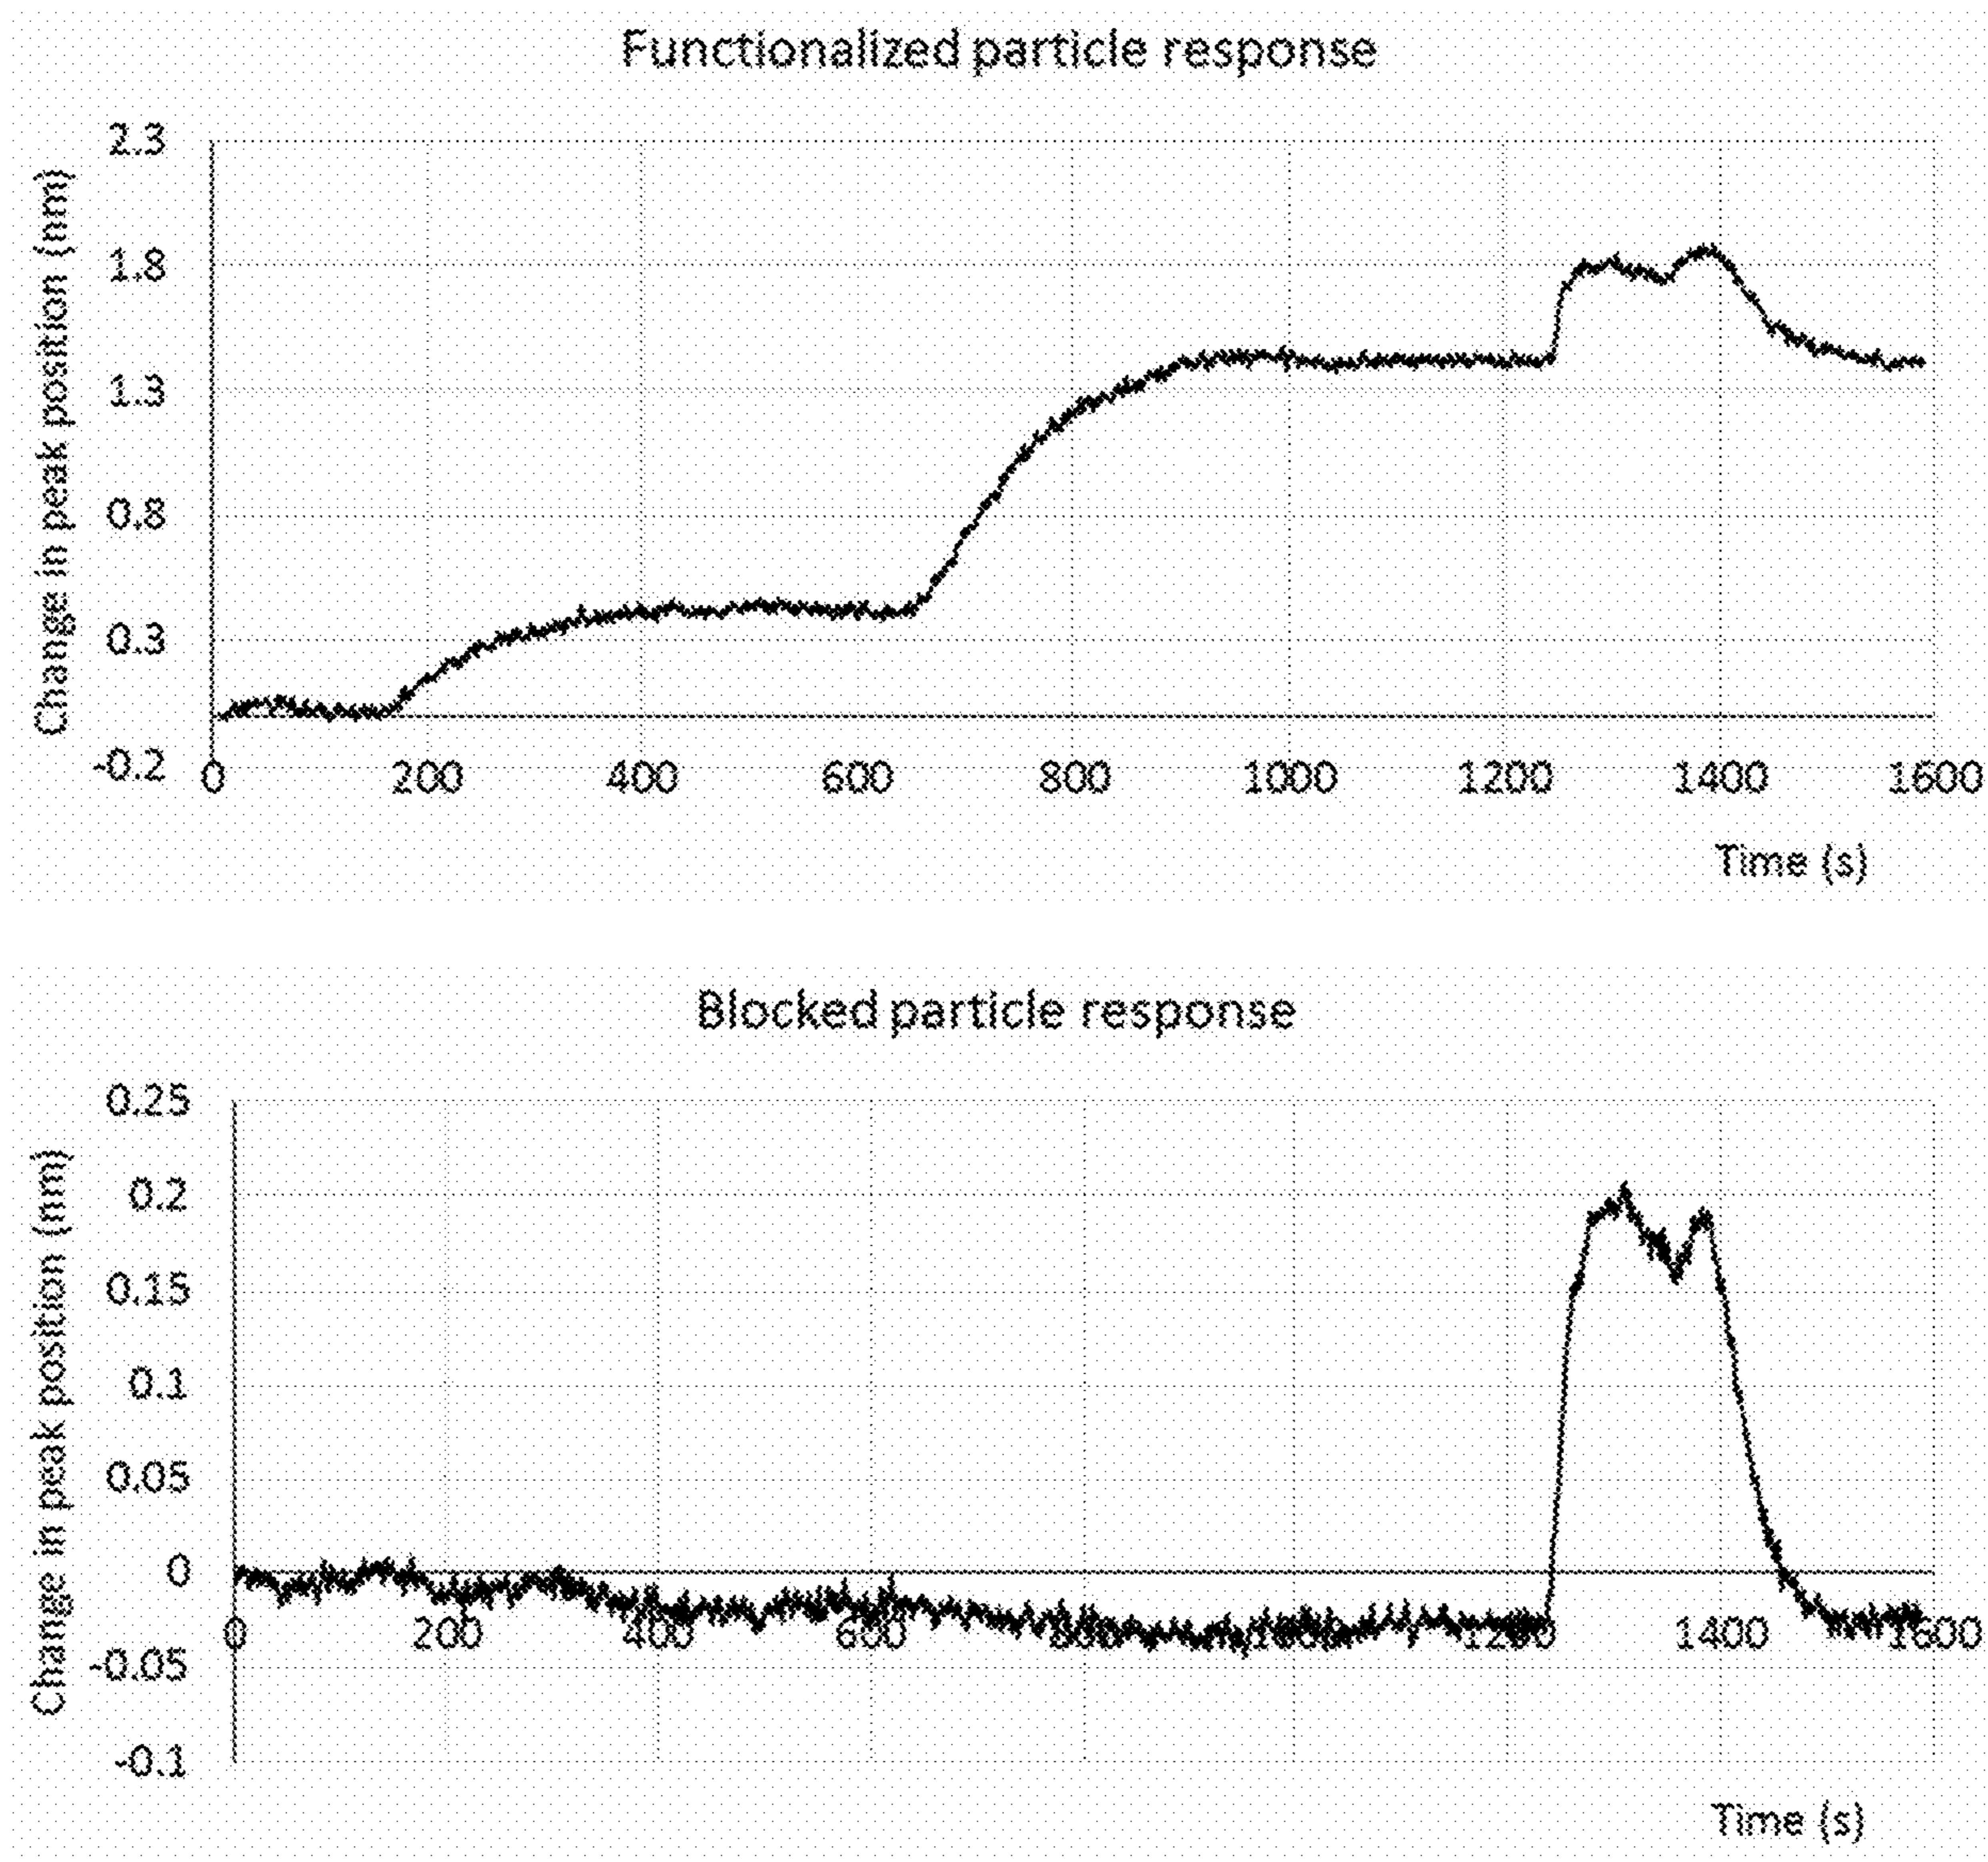 Functionalized particle response
Change in peak position (nm)
2.3
1.8
1.3
0.8
0.3
-0.2
0 200 400 600 800 1000 1200 1400 1600
Time (s)
Blocked particle response
Change in peak position (nm)
0.25
0.2
0.15
0.1
0.05
0
-0.05
-0.1
0 200 400 600 800 1000 1200 1400 1600
Time (s)